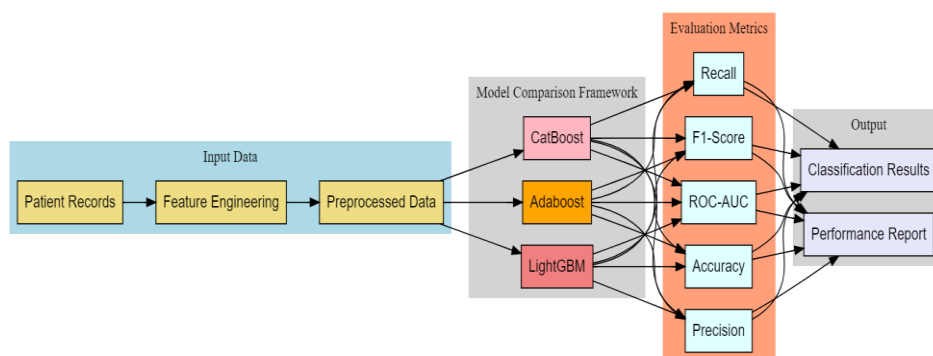 Input Data
Patient Records
Feature Engineering
Preprocessed Data
Model Comparison Framework
CatBoost
Adaboost
LightGBM
Evaluation Metrics
Recall
F1-Score
ROC-AUC
Accuracy
Precision
Output
Classification Results
Performance Report